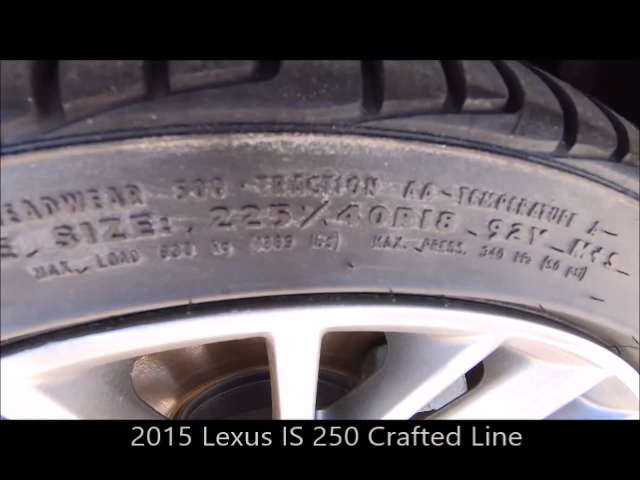 TREADWEAR 500 TRACTION AA TEMPERATURE A
SIZE: 225/40R18 92Y M+S
MAX. LOAD 630 kg (1389 lbs) MAX. PRESS. 340 kPa (50 psi)
2015 Lexus IS 250 Crafted Line